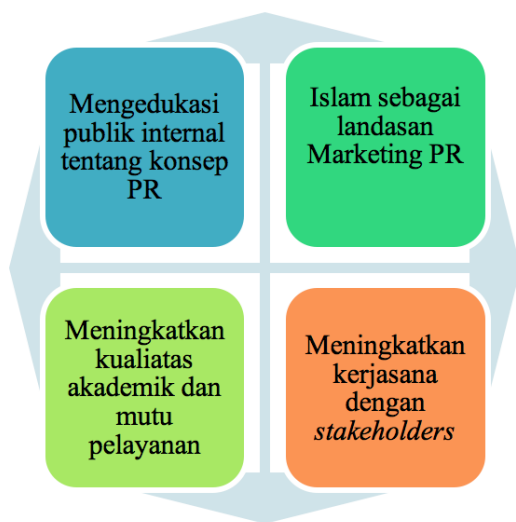 Mengedukasi
publik internal
tentang konsep
PR
Islam sebagai
landasan
Marketing PR
Meningkatkan
kualiatas
akademik dan
mutu
pelayanan
Meningkatkan
kerjasana
dengan
stakeholders